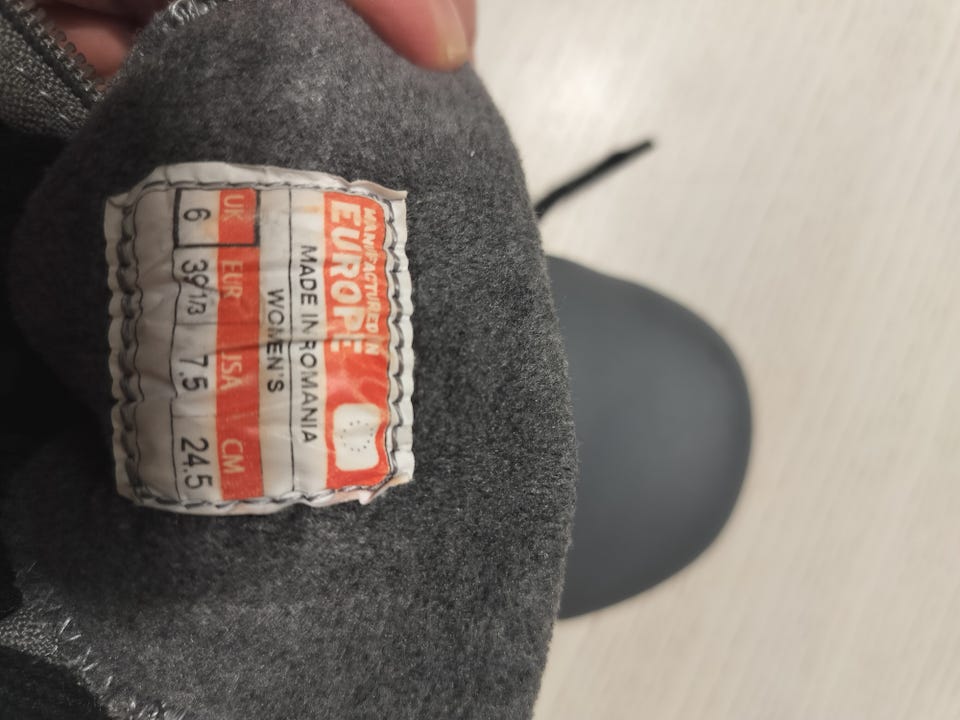 MANUFACTURED IN
EUROPE
MADE IN ROMANIA
WOMEN'S
UK EUR USA CM
6 39 1/3 7.5 24.5